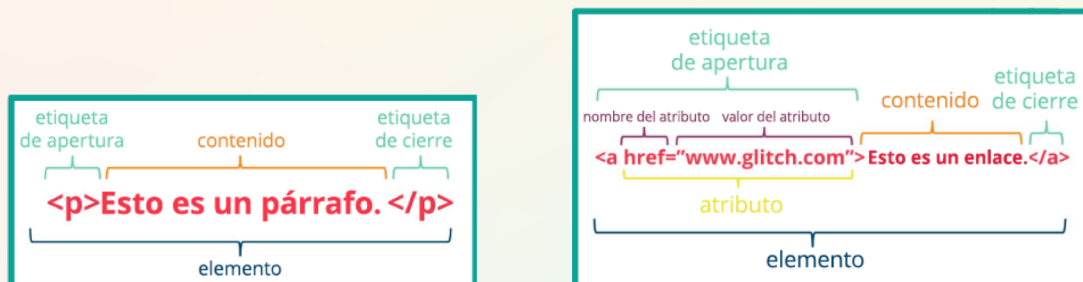 etiqueta
de apertura
contenido
etiqueta
de cierre
<p>Esto es un párrafo. </p>
elemento
etiqueta
de apertura
contenido
etiqueta
de cierre
nombre del atributo valor del atributo
<a href=”www.glitch.com”>Esto es un enlace.</a>
atributo
elemento